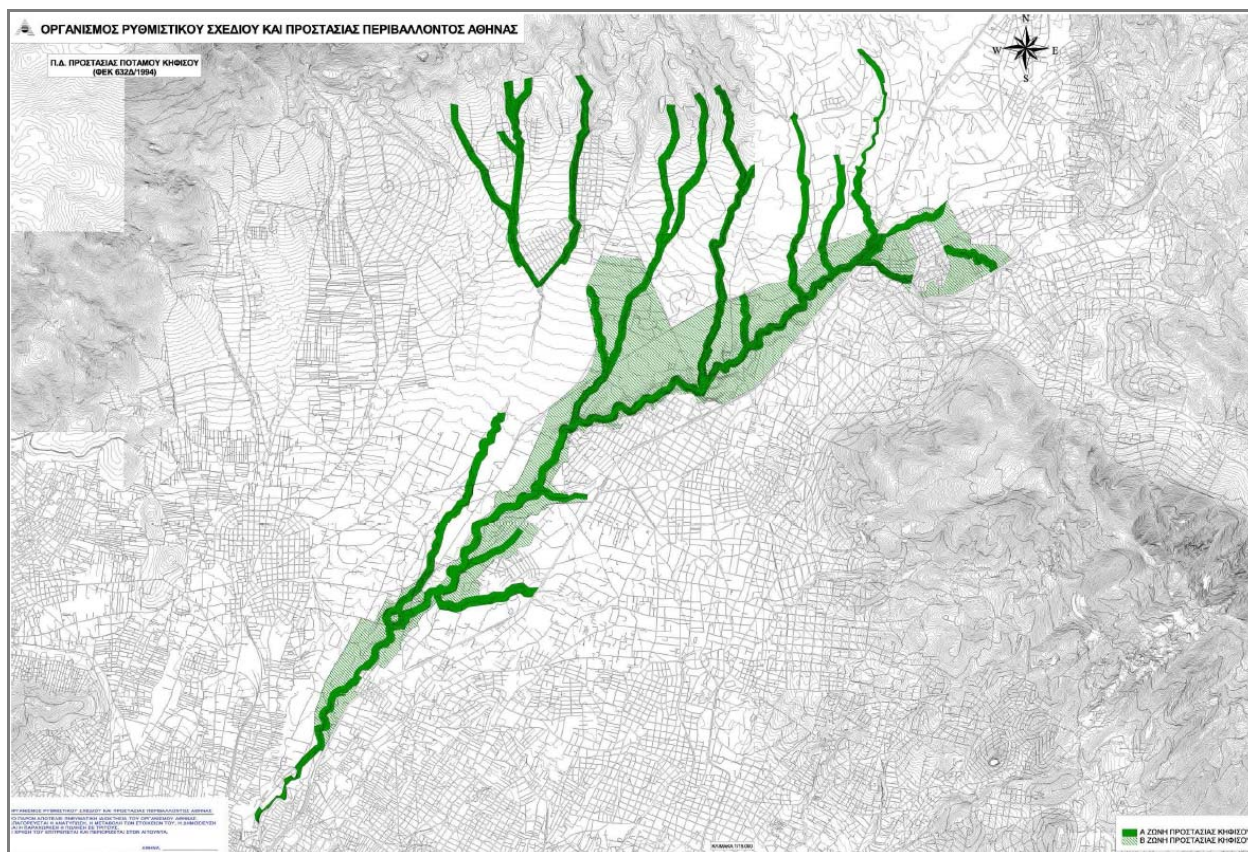 ΟΡΓΑΝΙΣΜΟΣ ΡΥΘΜΙΣΤΙΚΟΥ ΣΧΕΔΙΟΥ ΚΑΙ ΠΡΟΣΤΑΣΙΑΣ ΠΕΡΙΒΑΛΛΟΝΤΟΣ ΑΘΗΝΑΣ
Π.Δ. ΠΡΟΣΤΑΣΙΑΣ ΠΟΤΑΜΟΥ ΚΗΦΙΣΟΥ
(ΦΕΚ 632Δ/1994)
N
W E
S
ΟΡΓΑΝΙΣΜΟΣ ΡΥΘΜΙΣΤΙΚΟΥ ΣΧΕΔΙΟΥ ΚΑΙ ΠΡΟΣΤΑΣΙΑΣ ΠΕΡΙΒΑΛΛΟΝΤΟΣ ΑΘΗΝΑΣ
Α ΖΩΝΗ ΠΡΟΣΤΑΣΙΑΣ ΚΗΦΙΣΟΥ
Β ΖΩΝΗ ΠΡΟΣΤΑΣΙΑΣ ΚΗΦΙΣΟΥ